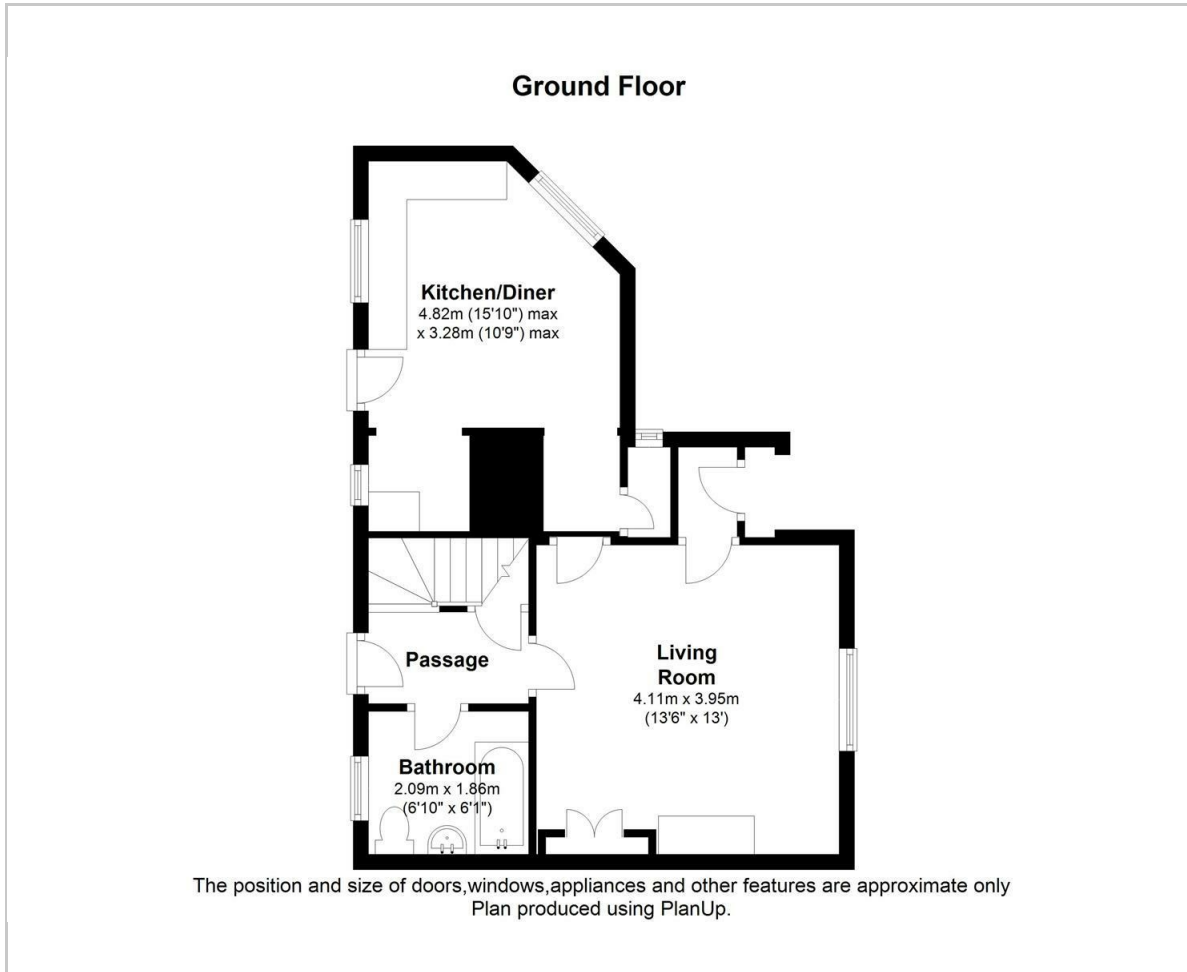 Ground Floor
Kitchen/Diner
4.82m (15'10") max
x 3.28m (10'9") max
Living
Room
4.11m x 3.95m
(13'6" x 13')
Passage
Bathroom
2.09m x 1.86m
(6'10" x 6'1")
The position and size of doors,windows,appliances and other features are approximate only
Plan produced using PlanUp.